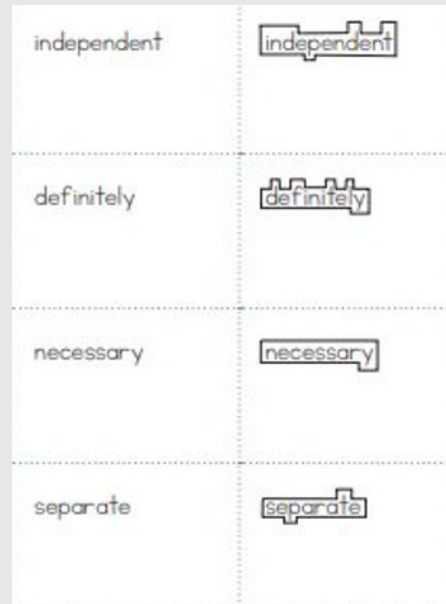 independent independent
definitely definitely
necessary necessary
separate separate